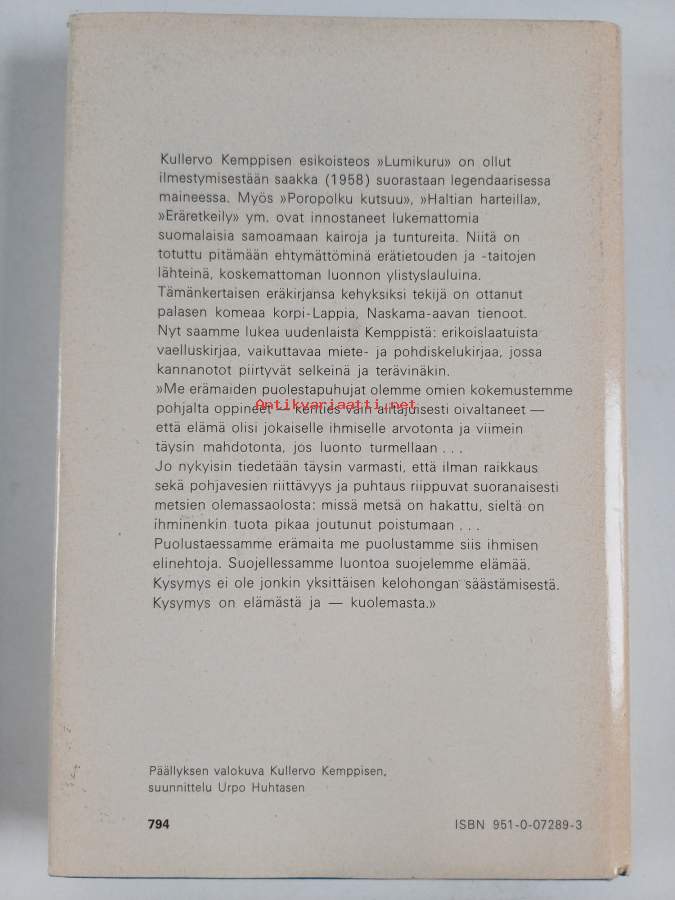 Kullervo Kemppisen esikoisteos »Lumikuru» on ollut
ilmestymisestään saakka (1958) suorastaan legendaarisessa
maineessa. Myös »Poropolku kutsuu», »Haltian harteilla»,
»Eräretkeily» ym. ovat innostaneet lukemattomia
suomalaisia samoamaan kairoja ja tuntureita. Niitä on
totuttu pitämään ehtymättöminä erätietouden ja -taitojen
lähteinä, koskemattoman luonnon ylistyslauluina.
Tämänkertaisen eräkirjansa kehyksiksi tekijä on ottanut
palasen komeaa korpi-Lappia, Naskama-aavan tienoot.
Nyt saamme lukea uudenlaista Kemppistä: erikoislaatuista
vaelluskirjaa, vaikuttavaa miete- ja pohdiskelukirjaa, jossa
kannanotot piirtyvät selkeinä ja terävinäkin.
»Me erämaiden puolestapuhujat olemme omien kokemustemme
pohjalta oppineet — kenties vain alitajuisesti oivaltaneet —
Antikvariaatti.net
että elämä olisi jokaiselle ihmiselle arvotonta ja viimein
täysin mahdotonta, jos luonto turmellaan . . .
Jo nykyisin tiedetään täysin varmasti, että ilman raikkaus
sekä pohjavesien riittävyys ja puhtaus riippuvat suoranaisesti
metsien olemassaolosta: missä metsä on hakattu, sieltä on
ihminenkin tuota pikaa joutunut poistumaan . . .
Puolustaessamme erämaita me puolustamme siis ihmisen
elinehtoja. Suojellessamme luontoa suojelemme elämää.
Kysymys ei ole jonkin yksittäisen kelohongan säästämisestä.
Kysymys on elämästä ja — kuolemasta.»
Päällyksen valokuva Kullervo Kemppisen,
suunnittelu Urpo Huhtasen
794
ISBN 951-0-07289-3